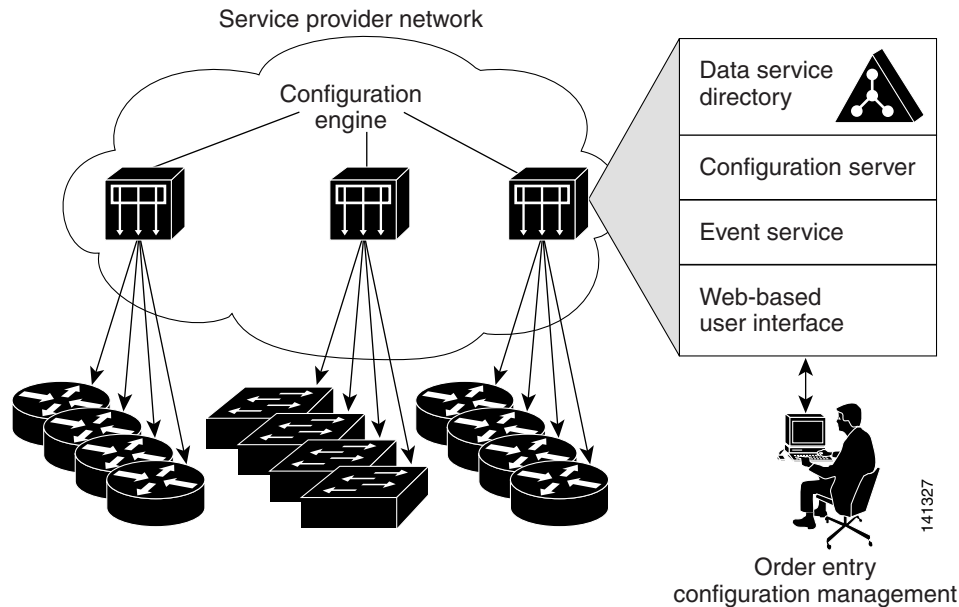 Service provider network
Configuration
engine
Data service
directory
Configuration server
Event service
Web-based
user interface
141327
Order entry
configuration management